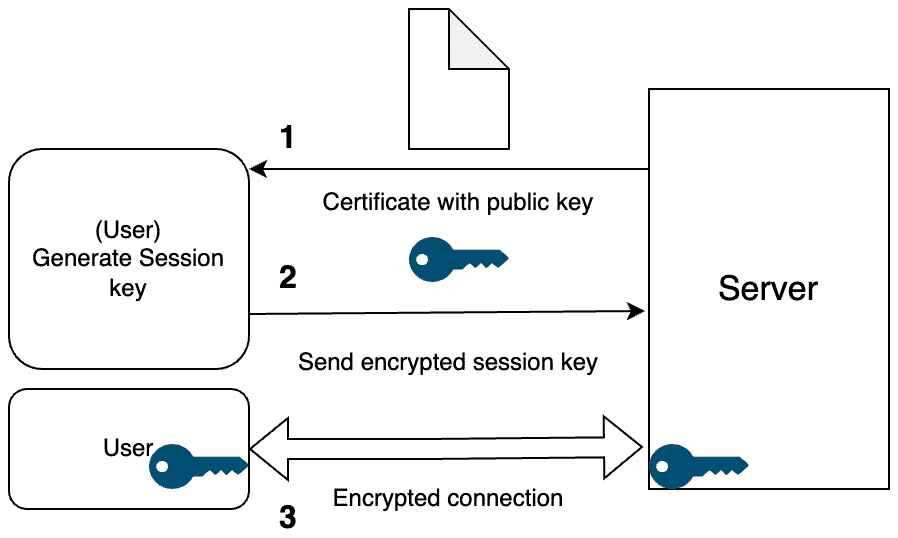 1
Certificate with public key
(User)
Generate Session
key
2
Server
Send encrypted session key
User
Encrypted connection
3